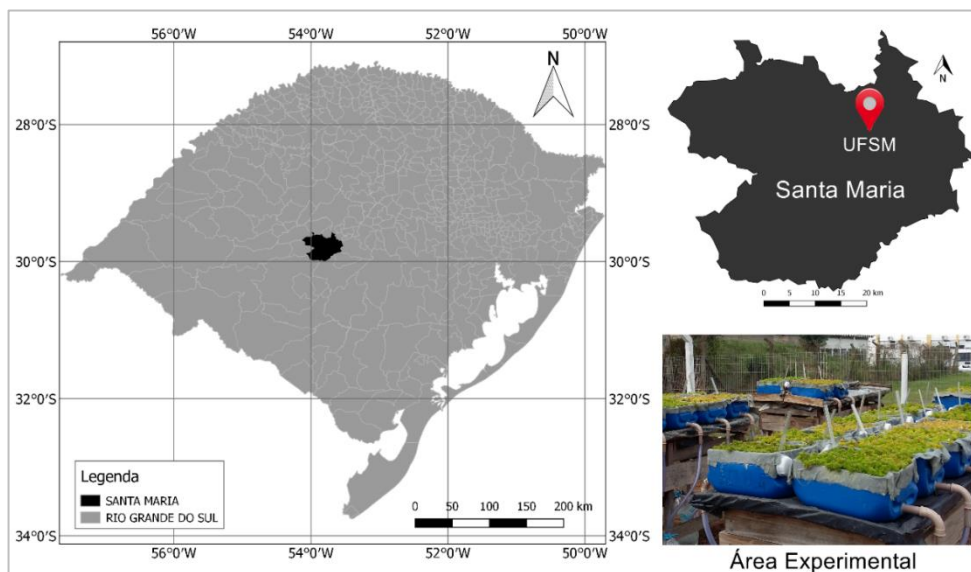 56°0'O 54°0'O 52°0'O 50°0'O
N
28°0'S 28°0'S
30°0'S 30°0'S
32°0'S 32°0'S
34°0'S 34°0'S
Legenda
SANTA MARIA
RIO GRANDE DO SUL
0 50 100 150 200 km
56°0'O 54°0'O 52°0'O 50°0'O
N
UFSM
Santa Maria
0 5 10 15 20 km
Área Experimental